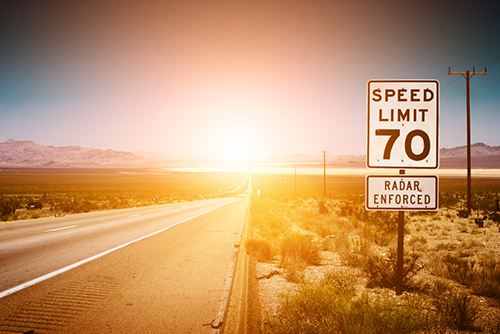 SPEED
LIMIT
70
RADAR
ENFORCED